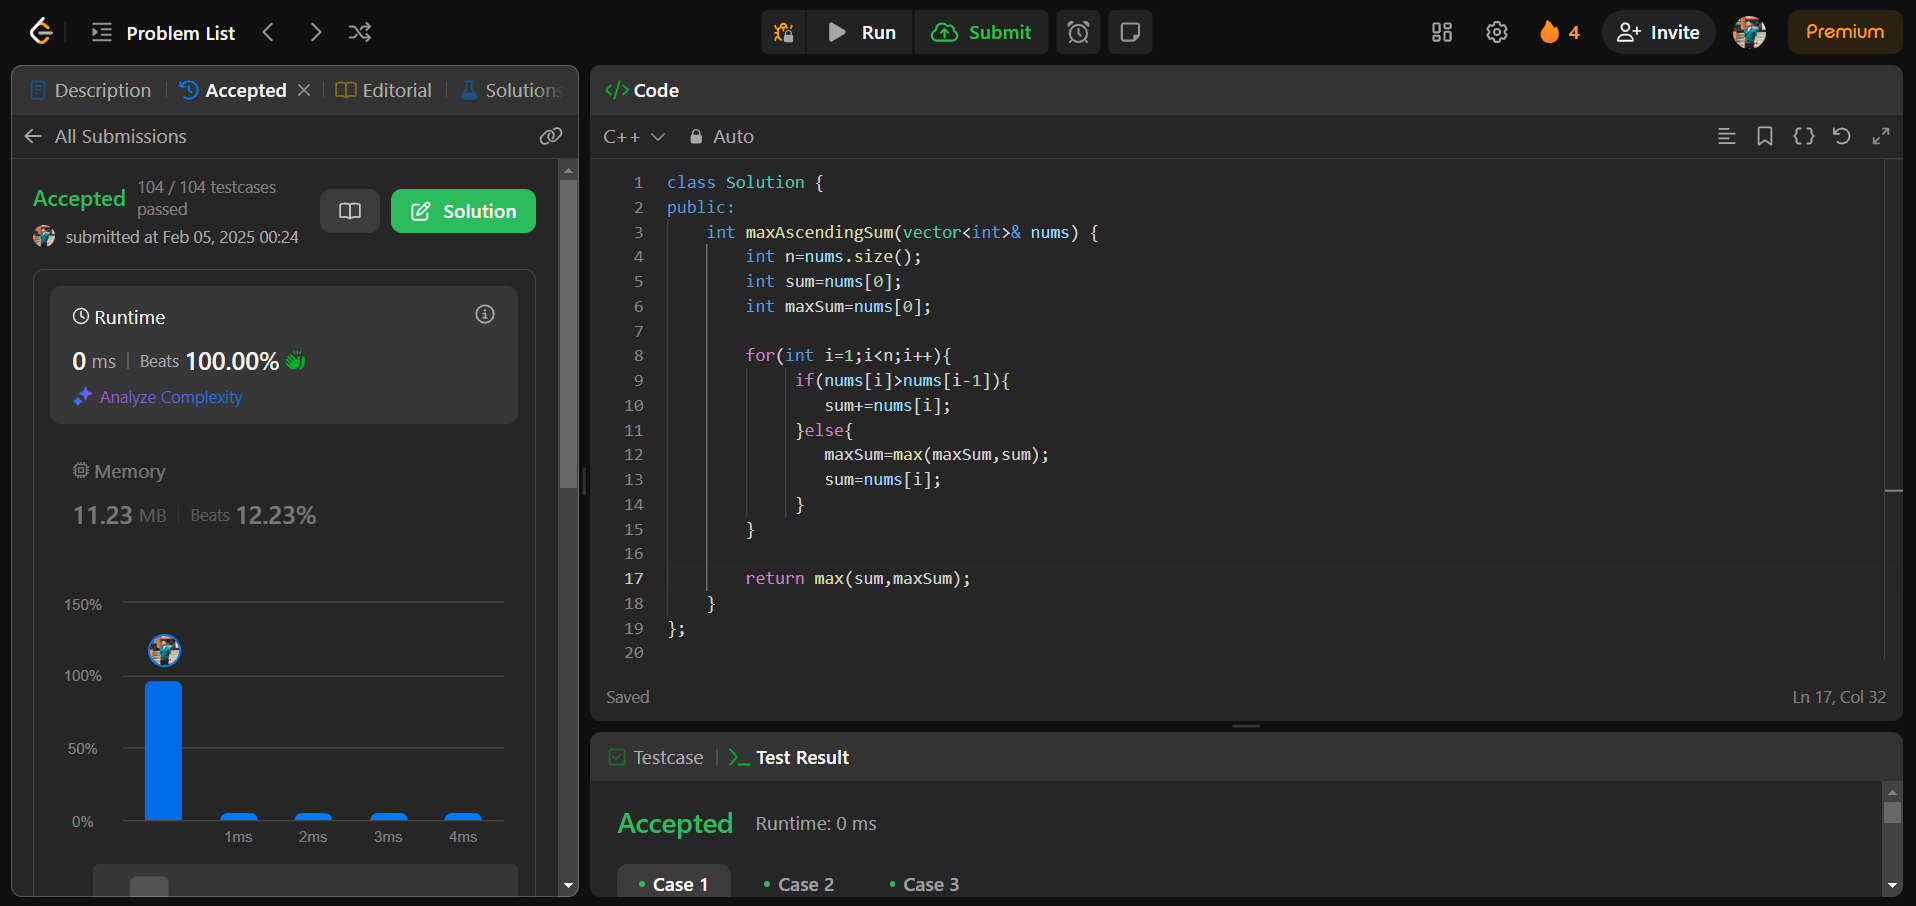 Problem List
Run
Submit
4
Invite
Premium
Description
Accepted
Editorial
Solutions
All Submissions
Accepted
104 / 104 testcases
passed
submitted at Feb 05, 2025 00:24
Solution
Runtime
0 ms | Beats 100.00%
Analyze Complexity
Memory
11.23 MB | Beats 12.23%
150%
100%
50%
0%
1ms 2ms 3ms 4ms
</> Code
C++ Auto
1 class Solution {
2 public:
3     int maxAscendingSum(vector<int>& nums) {
4         int n=nums.size();
5         int sum=nums[0];
6         int maxSum=nums[0];
7
8         for(int i=1;i<n;i++){
9              if(nums[i]>nums[i-1]){
10                 sum+=nums[i];
11              }else{
12                 maxSum=max(maxSum,sum);
13                 sum=nums[i];
14              }
15         }
16
17         return max(sum,maxSum);
18     }
19 };
20
Saved
Ln 17, Col 32
Testcase
>_ Test Result
Accepted Runtime: 0 ms
• Case 1 • Case 2 • Case 3